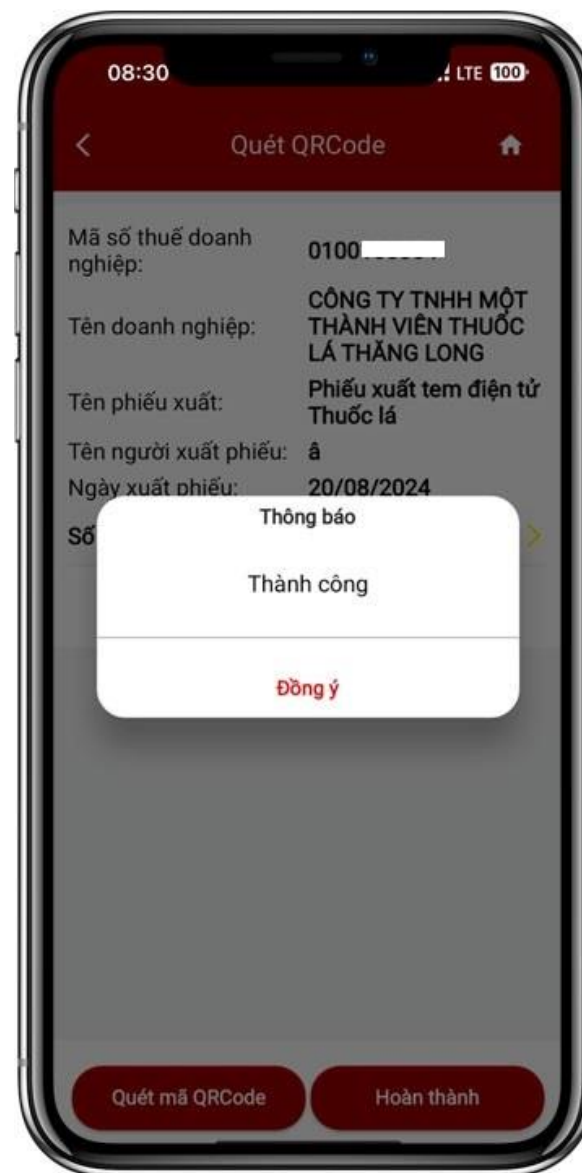 08:30
LTE 100
Quét QRCode
Mã số thuế doanh
nghiệp:
0100
Tên doanh nghiệp:
CÔNG TY TNHH MỘT
THÀNH VIÊN THUỐC
LÁ THĂNG LONG
Tên phiếu xuất:
Phiếu xuất tem điện tử
Thuốc lá
Tên người xuất phiếu: â
Ngày xuất phiếu: 20/08/2024
Số
Thông báo
Thành công
Đồng ý
Quét mã QRCode
Hoàn thành